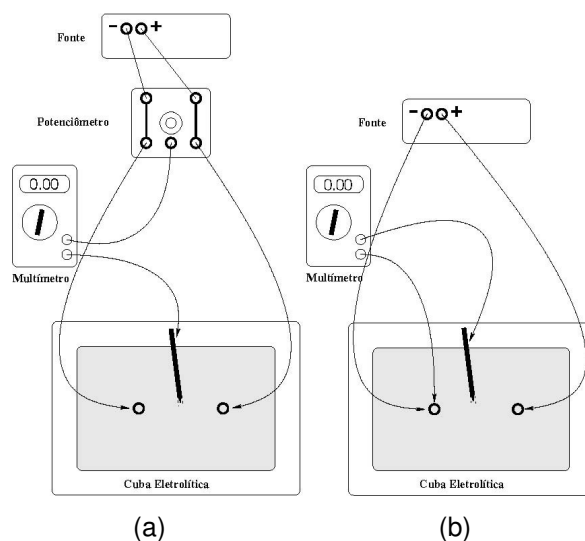 Fonte
- +
Potenciômetro
0.00
Multímetro
Cuba Eletrolítica
(a)
Fonte
- +
0.00
Multímetro
Cuba Eletrolítica
(b)